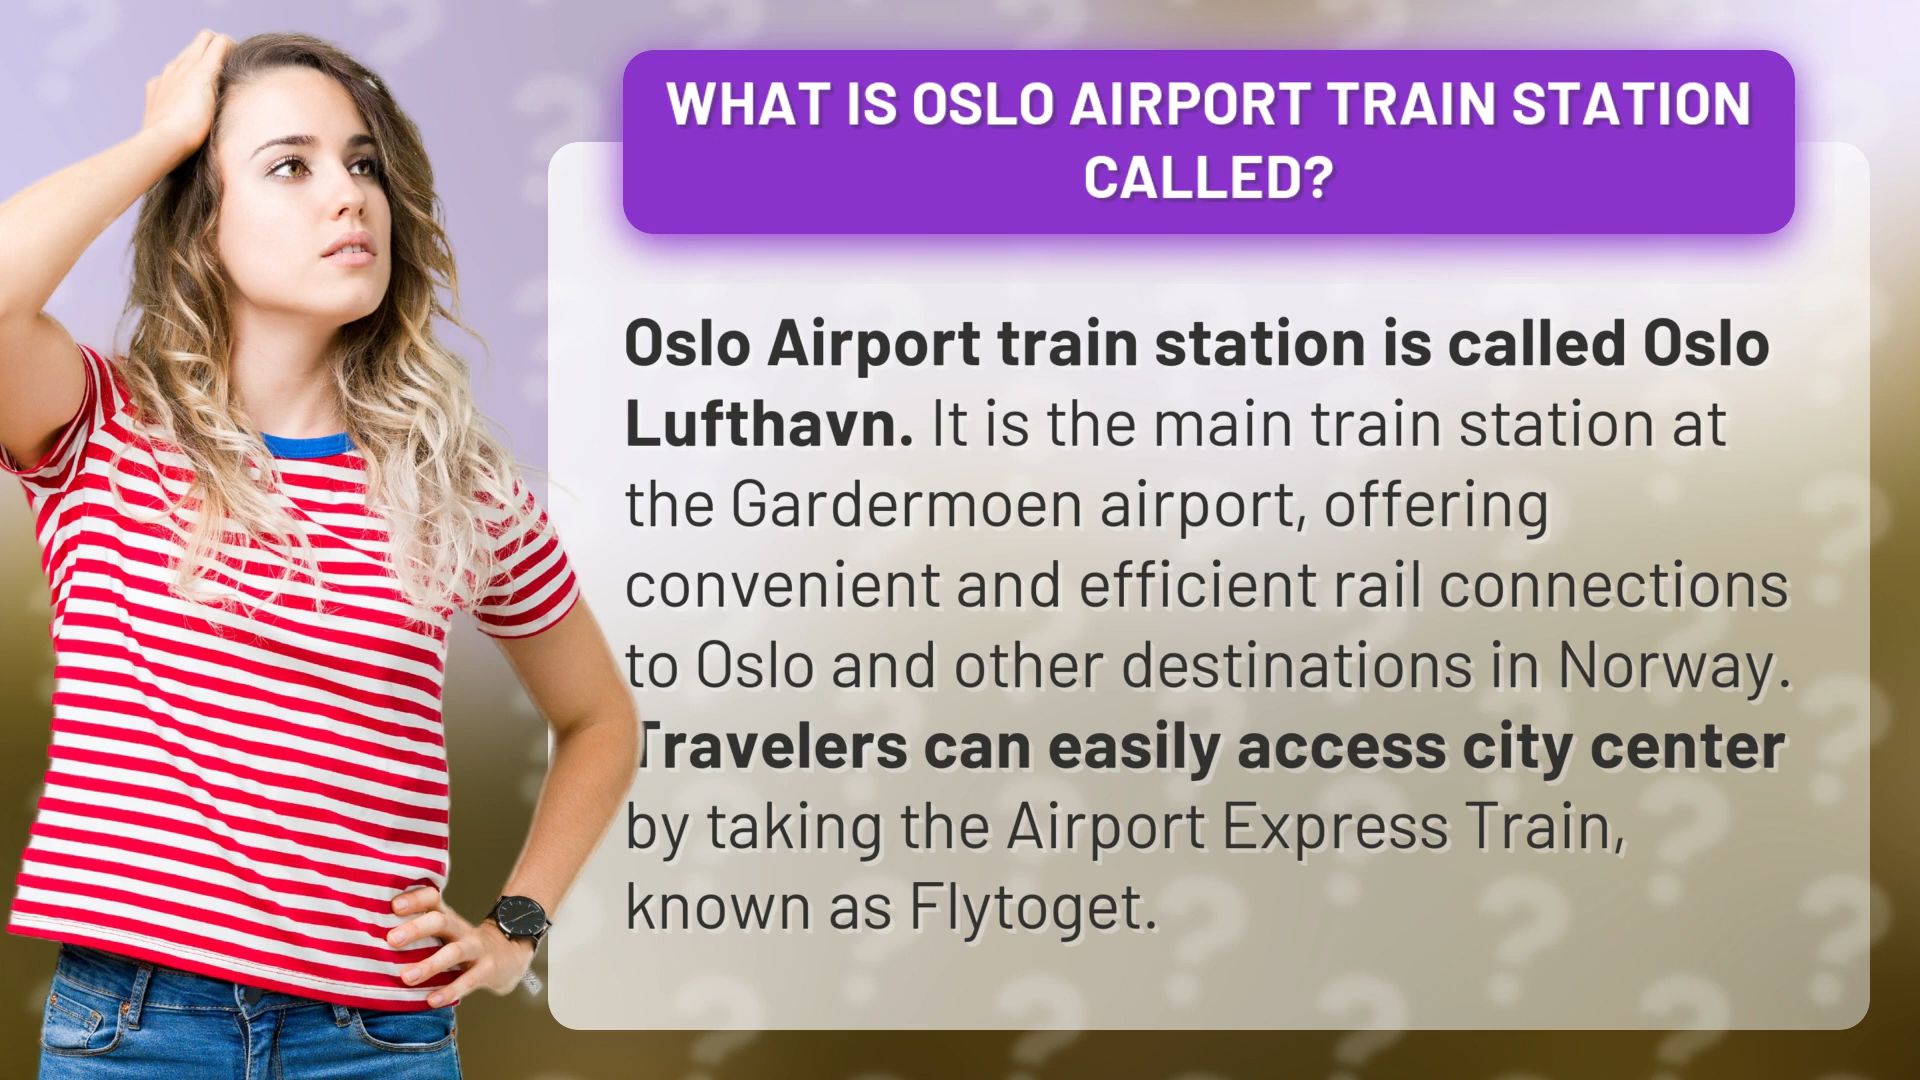 WHAT IS OSLO AIRPORT TRAIN STATION
CALLED?
Oslo Airport train station is called Oslo
Lufthavn. It is the main train station at
the Gardermoen airport, offering
convenient and efficient rail connections
to Oslo and other destinations in Norway.
Travelers can easily access city center
by taking the Airport Express Train,
known as Flytoget.